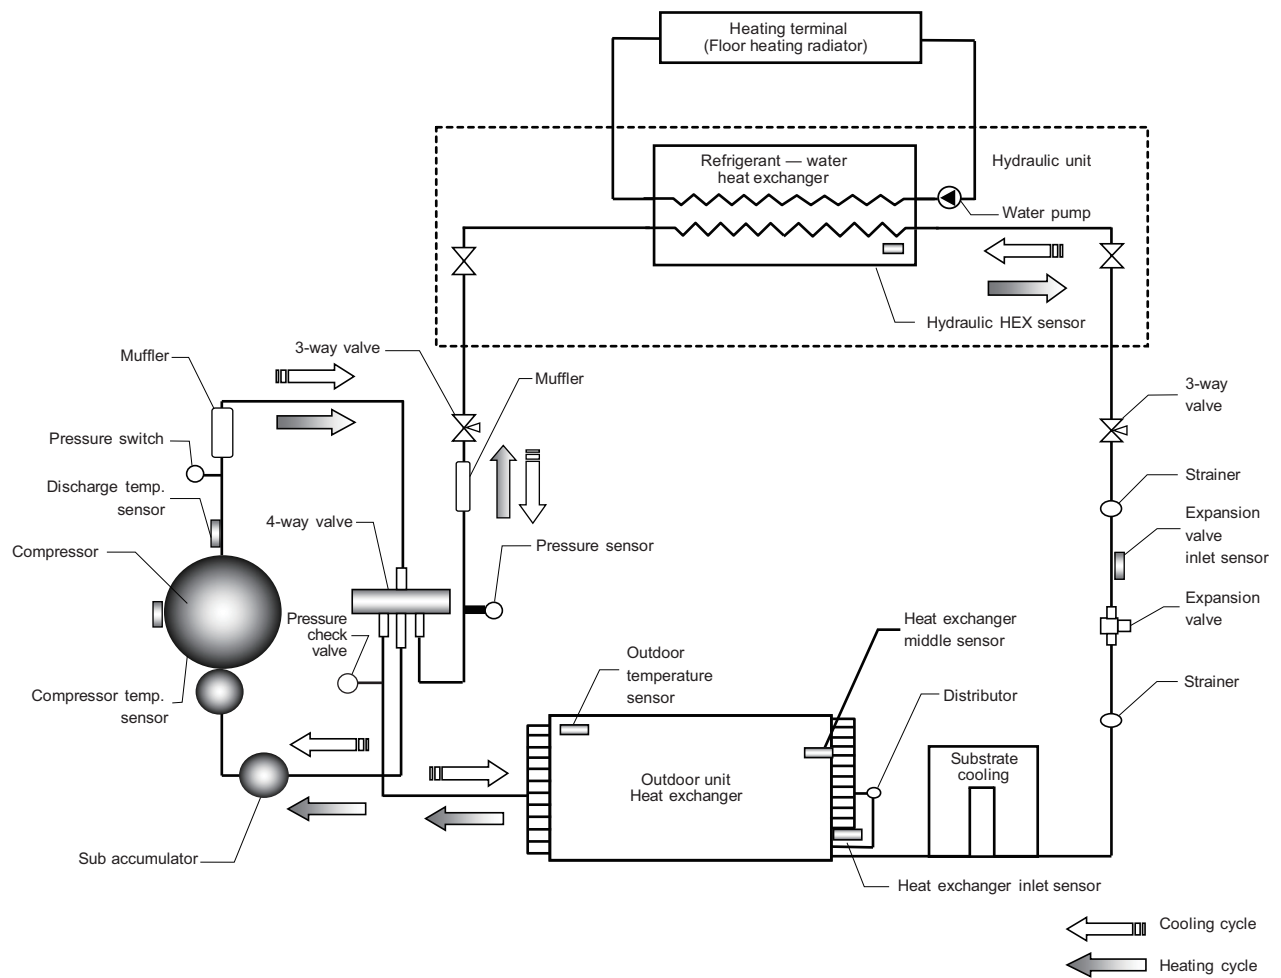 Heating terminal
(Floor heating radiator)
Refrigerant — water
heat exchanger
Hydraulic unit
Water pump
Hydraulic HEX sensor
3-way valve
Muffler
Muffler
3-way
valve
Pressure switch
Discharge temp.
sensor
Strainer
4-way valve
Expansion
valve
inlet sensor
Compressor
Pressure sensor
Pressure
check
valve
Expansion
valve
Heat exchanger
middle sensor
Outdoor
temperature
sensor
Compressor temp.
sensor
Distributor
Strainer
Outdoor unit
Heat exchanger
Substrate
cooling
Sub accumulator
Heat exchanger inlet sensor
Cooling cycle
Heating cycle